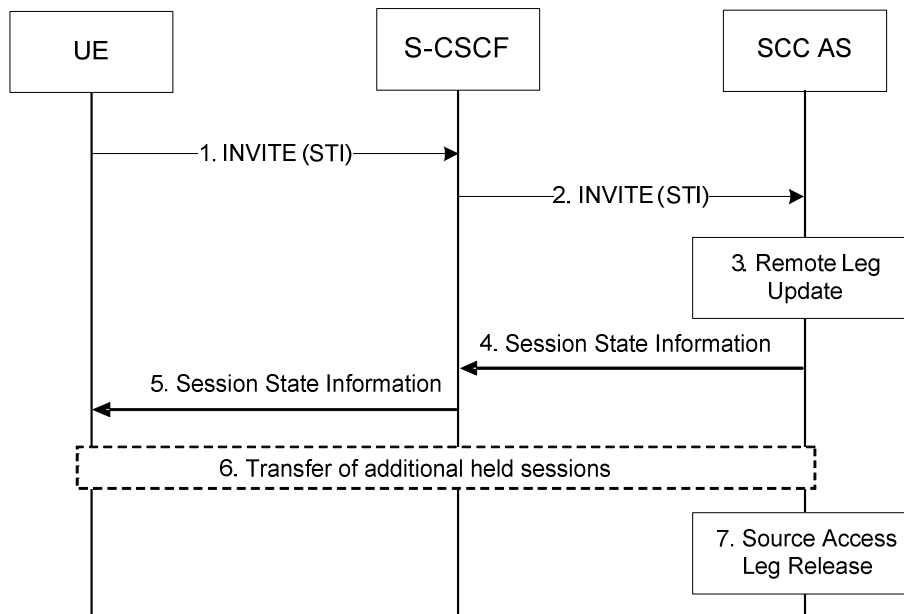 UE
S-CSCF
SCC AS
1. INVITE (STI)
2. INVITE (STI)
3. Remote Leg
Update
4. Session State Information
5. Session State Information
6. Transfer of additional held sessions
7. Source Access
Leg Release